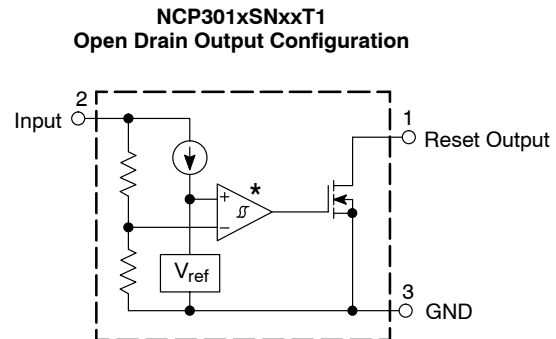 NCP301xSNxxT1
Open Drain Output Configuration
2
Input
1
Reset Output
*
+
−
Vref
3
GND